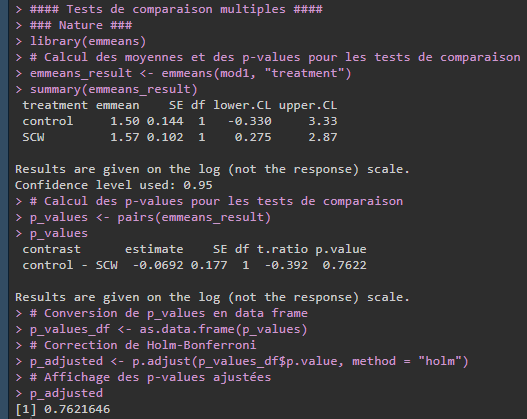 > #### Tests de comparaison multiples ####
> ### Nature ###
> library(emmeans)
> # Calcul des moyennes et des p-values pour les tests de comparaison
> emmeans_result <- emmeans(mod1, "treatment")
> summary(emmeans_result)
 treatment emmean    SE df lower.CL upper.CL
 control     1.50 0.144  1   -0.330     3.33
 SCW         1.57 0.102  1    0.275     2.87

Results are given on the log (not the response) scale.
Confidence level used: 0.95
> # Calcul des p-values pour les tests de comparaison
> p_values <- pairs(emmeans_result)
> p_values
 contrast      estimate    SE df t.ratio p.value
 control - SCW  -0.0692 0.177  1  -0.392  0.7622

Results are given on the log (not the response) scale.
> # Conversion de p_values en data frame
> p_values_df <- as.data.frame(p_values)
> # Correction de Holm-Bonferroni
> p_adjusted <- p.adjust(p_values_df$p.value, method = "holm")
> # Affichage des p-values ajustées
> p_adjusted
[1] 0.7621646